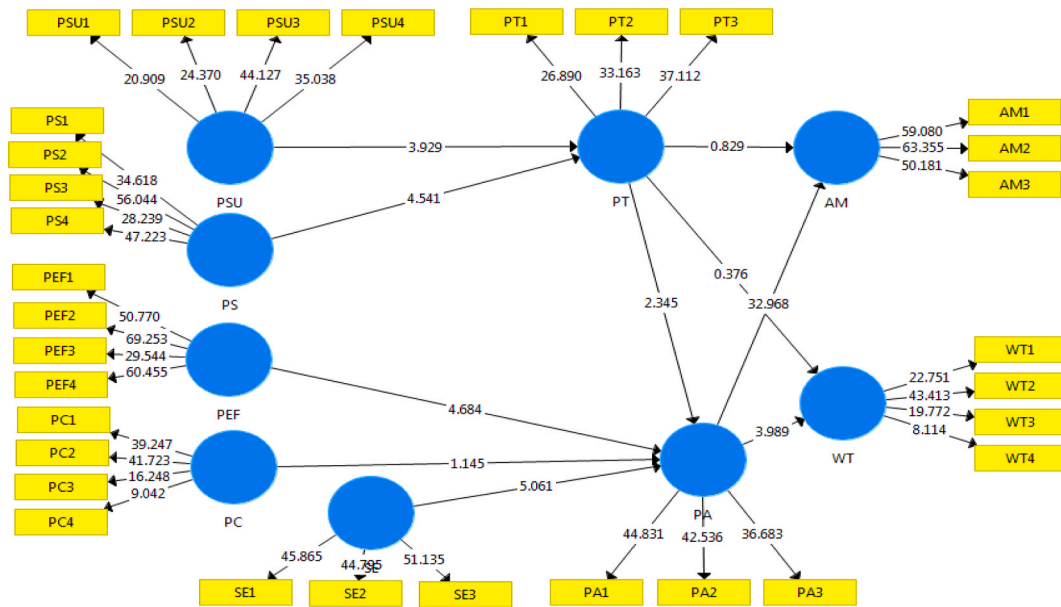 PSU1 PSU2 PSU3 PSU4
20.909 24.370 44.127 35.038
PSU
PS1
PS2
PS3
PS4
34.618
56.044
28.239
47.223
PS
PEF1
PEF2
PEF3
PEF4
50.770
69.253
29.544
60.455
PEF
PC1
PC2
PC3
PC4
39.247
41.723
16.248
9.042
PC
SE
45.865 44.795 51.135
SE1 SE2 SE3
3.929
4.541
4.684
1.145
5.061
PT1 PT2 PT3
26.890 33.163 37.112
PT
0.829
0.376
2.345
32.968
3.989
PA
44.831 42.536 36.683
PA1 PA2 PA3
AM
59.080
63.355
50.181
AM1
AM2
AM3
WT
22.751
43.413
19.772
8.114
WT1
WT2
WT3
WT4